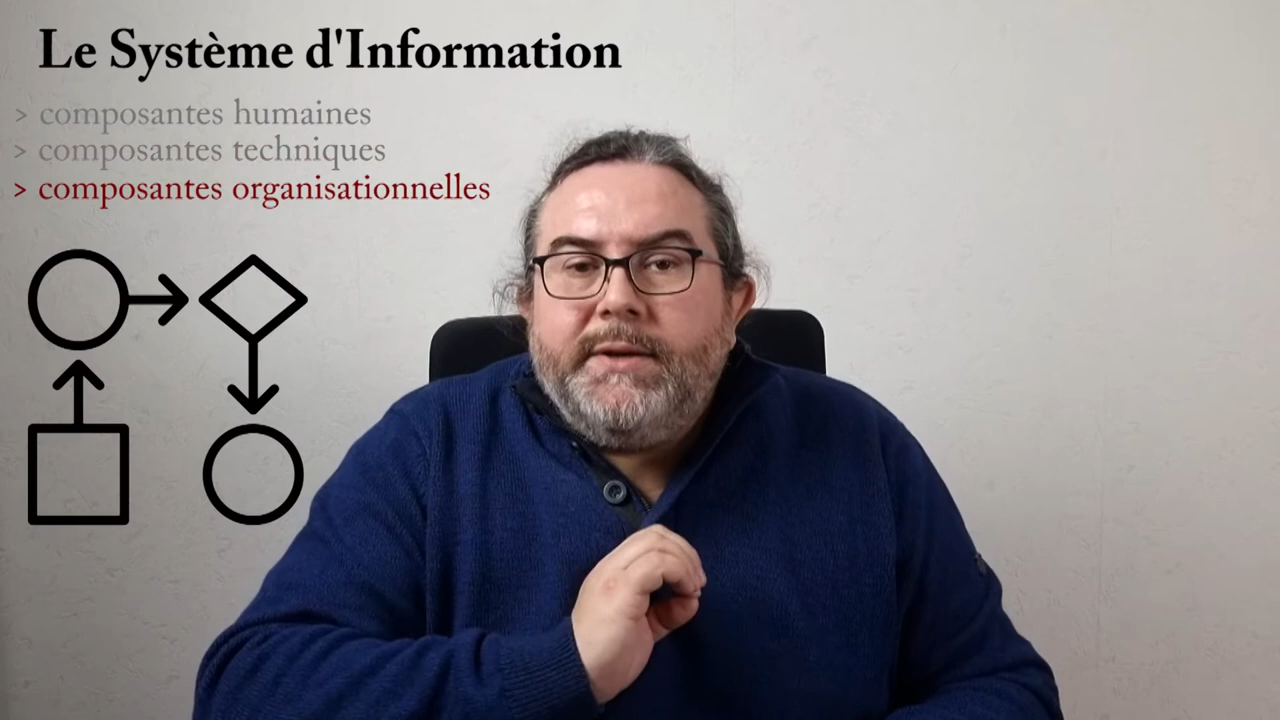 Le Système d'Information
> composantes humaines
> composantes techniques
> composantes organisationnelles